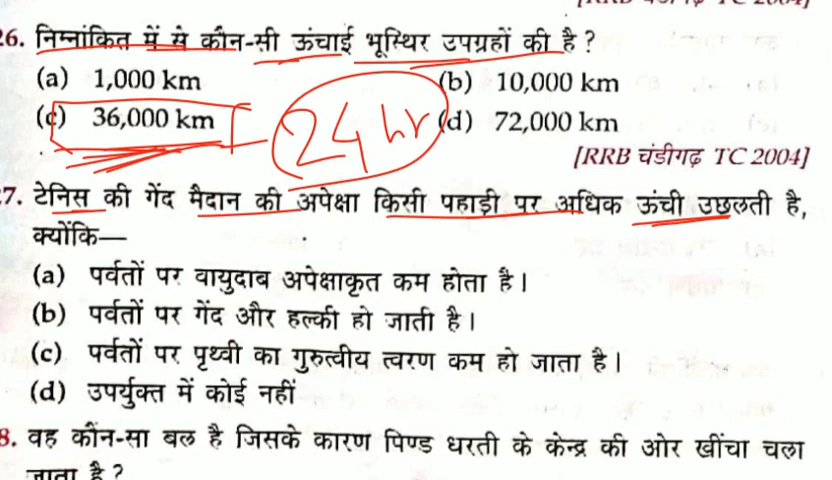 26. निम्नांकित में से कौन-सी ऊंचाई भूस्थिर उपग्रहों की है ?
(a) 1,000 km (b) 10,000 km
(c) 36,000 km 24 hr (d) 72,000 km
[RRB चंडीगढ़ TC 2004]
27. टेनिस की गेंद मैदान की अपेक्षा किसी पहाड़ी पर अधिक ऊंची उछलती है,
क्योंकि—
(a) पर्वतों पर वायुदाब अपेक्षाकृत कम होता है।
(b) पर्वतों पर गेंद और हल्की हो जाती है।
(c) पर्वतों पर पृथ्वी का गुरुत्वीय त्वरण कम हो जाता है।
(d) उपर्युक्त में कोई नहीं
8. वह कौन-सा बल है जिसके कारण पिण्ड धरती के केन्द्र की ओर खींचा चला
जाता है ?